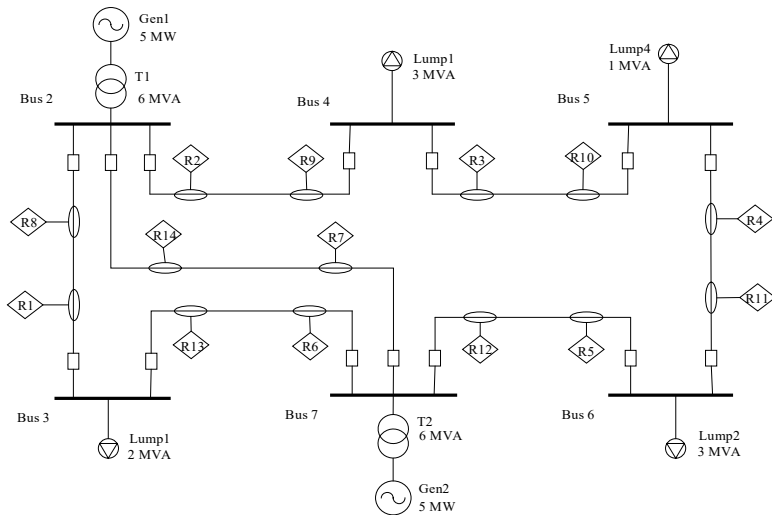 Gen1
5 MW
T1
6 MVA
Bus 2
Lump1
3 MVA
Bus 4
Lump4
1 MVA
Bus 5
R2
R9
R3
R10
R8
R14
R7
R4
R1
R11
R13
R6
R12
R5
Bus 3
Lump1
2 MVA
Bus 7
T2
6 MVA
Gen2
5 MW
Bus 6
Lump2
3 MVA